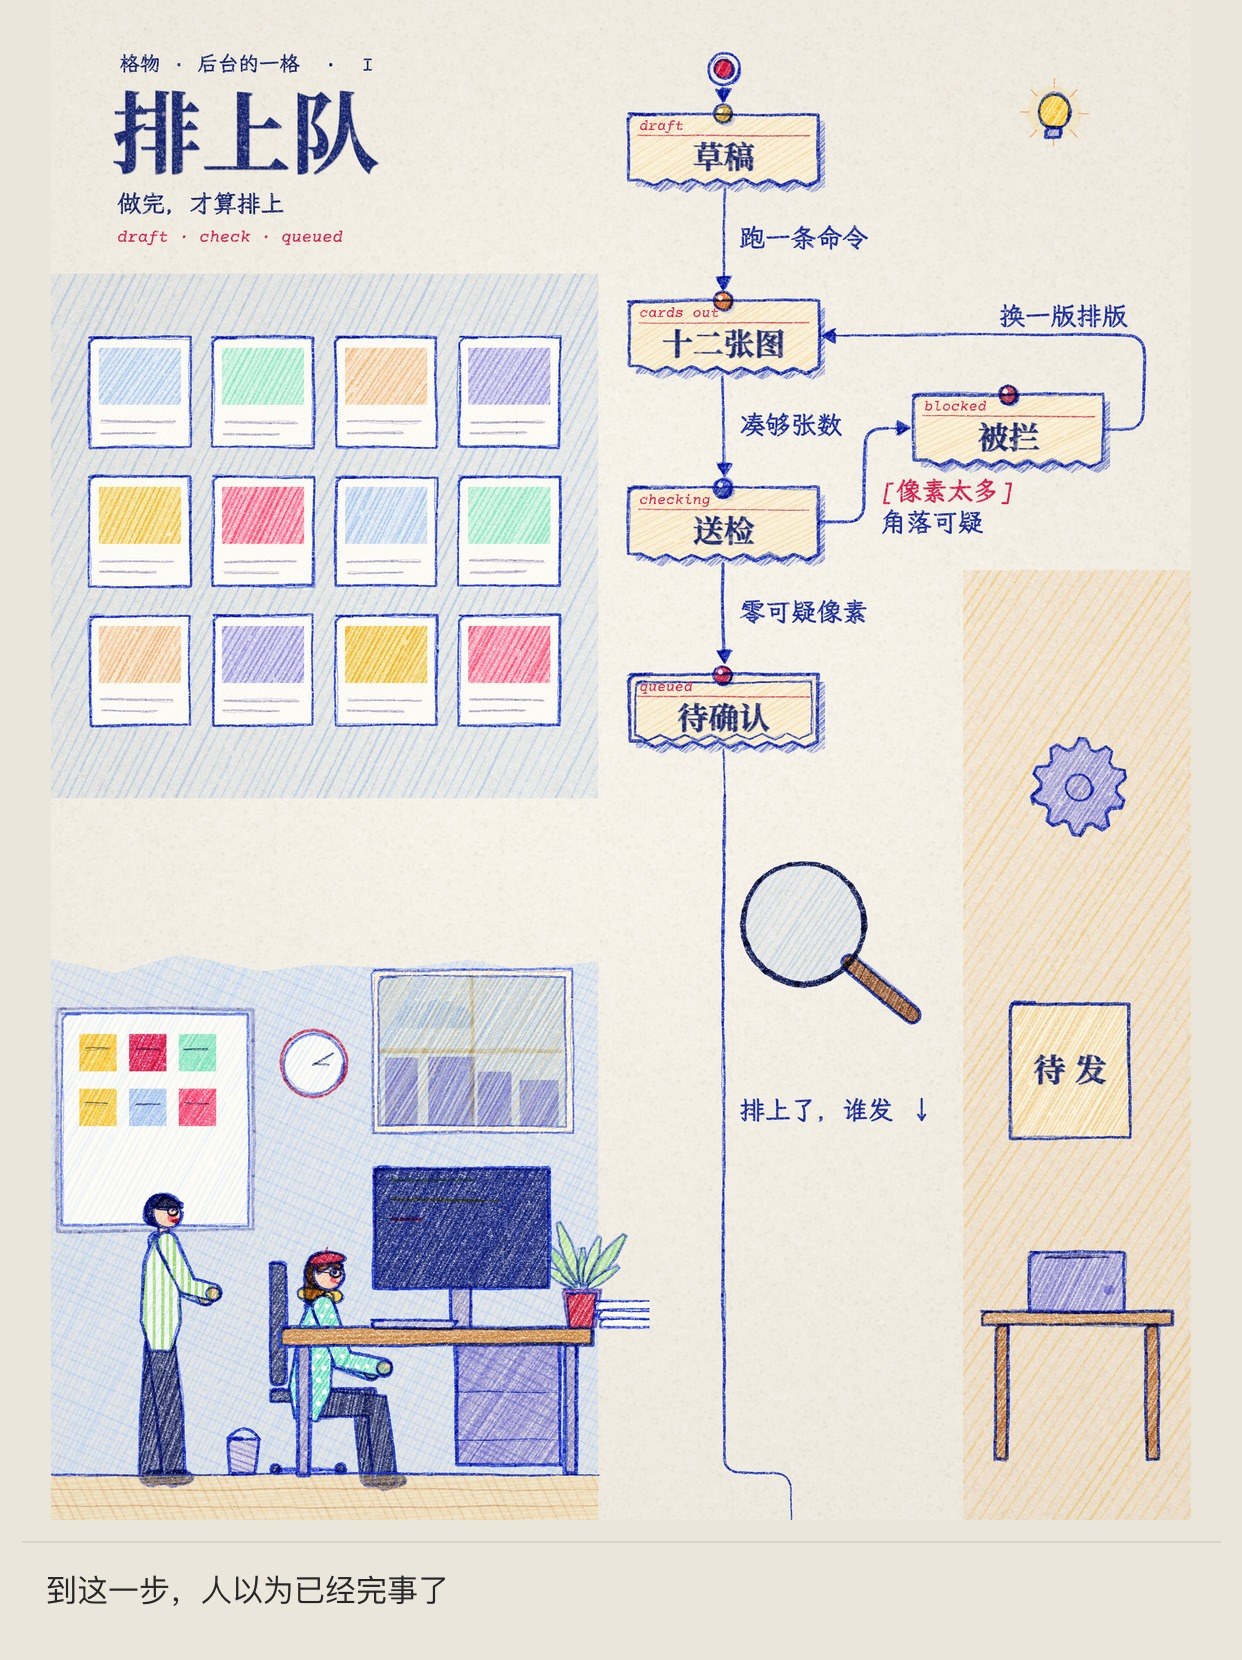 格物 · 后台的一格 · I
排上队
做完，才算排上
draft · check · queued
draft
草稿
跑一条命令
cards out
十二张图
换一版排版
凑够张数
blocked
被拦
checking
送检
[像素太多]
角落可疑
零可疑像素
queued
待确认
待发
排上了，谁发 ↓
到这一步，人以为已经完事了